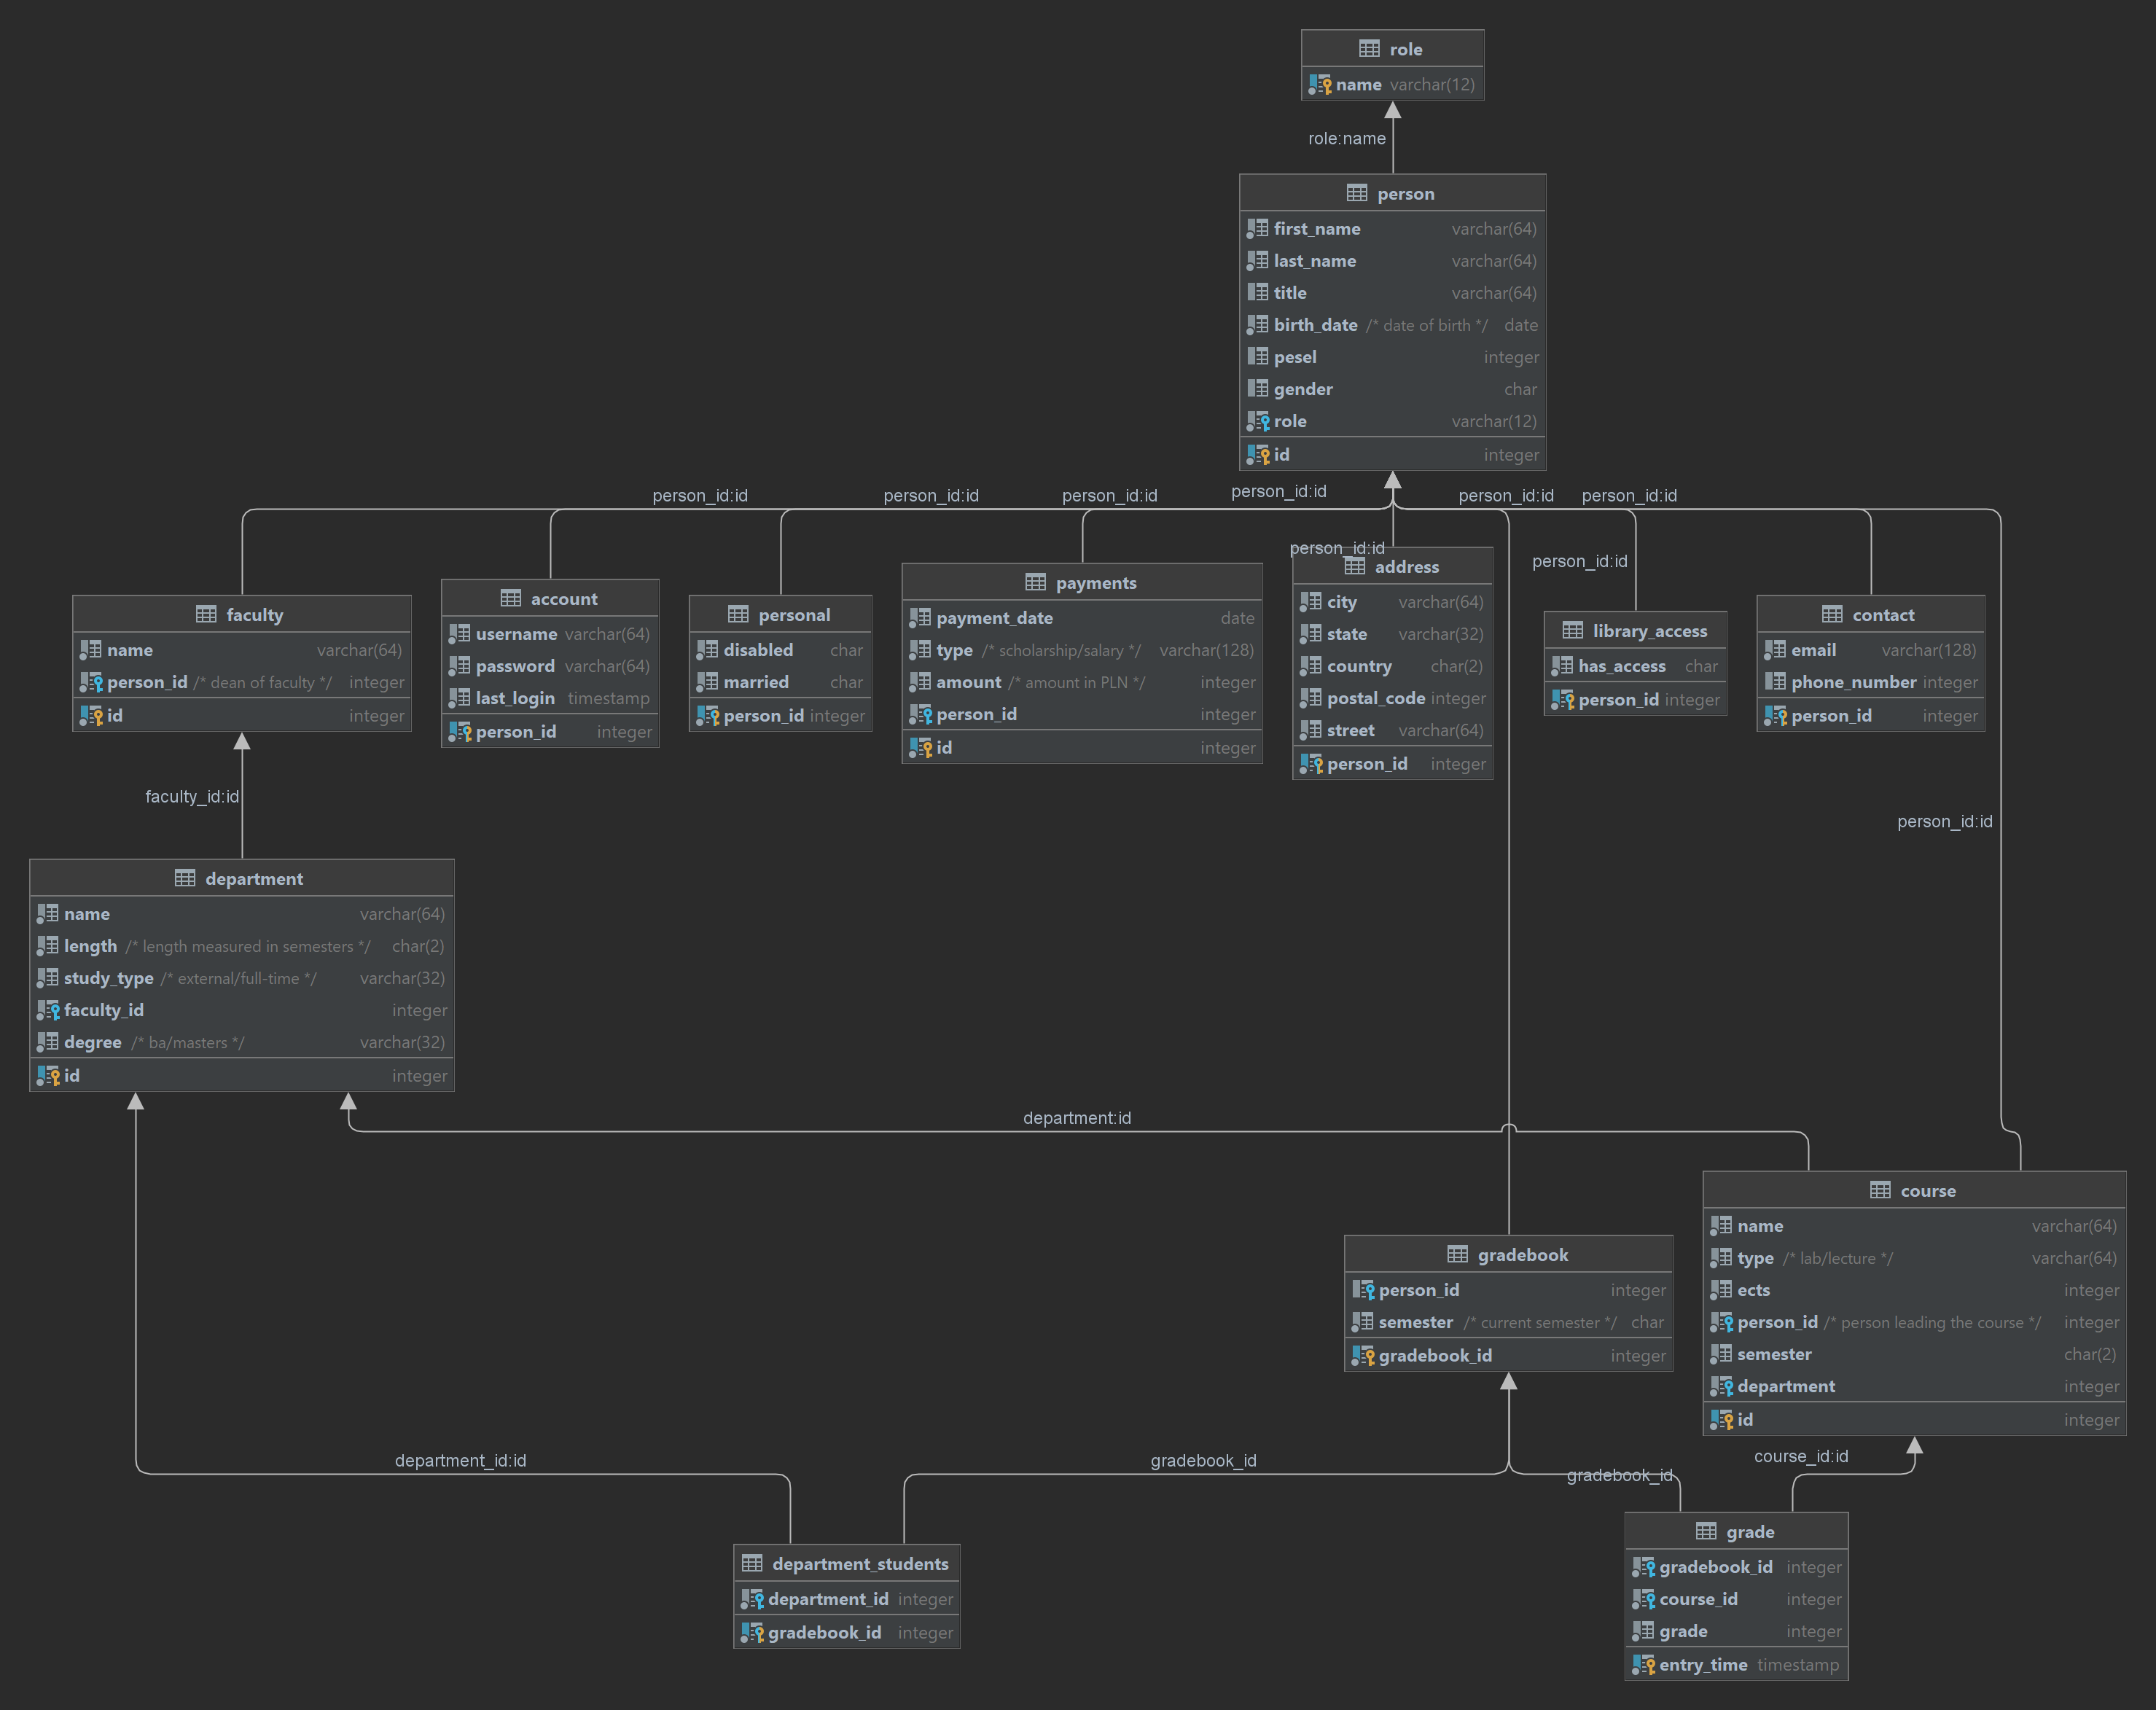 role
name varchar(12)
role:name
person
first_name varchar(64)
last_name varchar(64)
title varchar(64)
birth_date /* date of birth */ date
pesel integer
gender char
role varchar(12)
id integer
person_id:id
person_id:id
person_id:id
person_id:id
person_id:id
person_id:id
person_id:id
person_id:id
faculty
name varchar(64)
person_id /* dean of faculty */ integer
id integer
account
username varchar(64)
password varchar(64)
last_login timestamp
person_id integer
personal
disabled char
married char
person_id integer
payments
payment_date date
type /* scholarship/salary */ varchar(128)
amount /* amount in PLN */ integer
person_id integer
id integer
address
city varchar(64)
state varchar(32)
country char(2)
postal_code integer
street varchar(64)
person_id integer
library_access
has_access char
person_id integer
contact
email varchar(128)
phone_number integer
person_id integer
faculty_id:id
person_id:id
department
name varchar(64)
length /* length measured in semesters */ char(2)
study_type /* external/full-time */ varchar(32)
faculty_id integer
degree /* ba/masters */ varchar(32)
id integer
department:id
course
name varchar(64)
type /* lab/lecture */ varchar(64)
ects integer
person_id /* person leading the course */ integer
semester char(2)
department integer
id integer
gradebook
person_id integer
semester /* current semester */ char
gradebook_id integer
department_id:id
gradebook_id
gradebook_id
course_id:id
department_students
department_id integer
gradebook_id integer
grade
gradebook_id integer
course_id integer
grade integer
entry_time timestamp